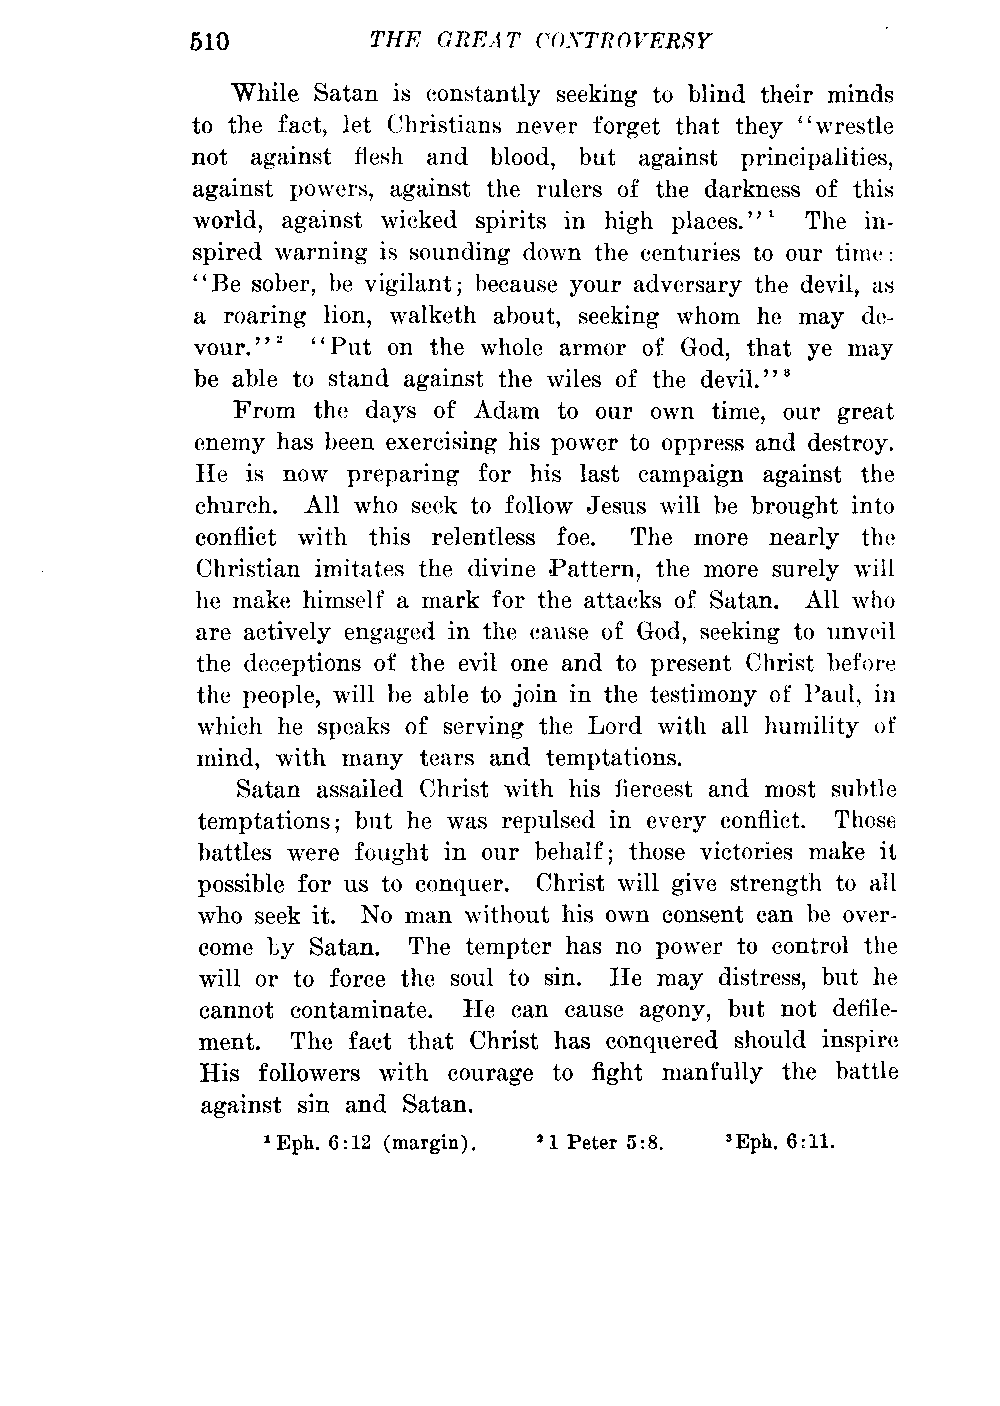 510 THE GREAT CONTROVERSY
While Satan is constantly seeking to blind their minds
to the fact, let Christians never forget that they "wrestle
not against flesh and blood, but against principalities,
against powers, against the rulers of the darkness of this
world, against wicked spirits in high places."¹ The in-
spired warning is sounding down the centuries to our time:
"Be sober, be vigilant; because your adversary the devil, as
a roaring lion, walketh about, seeking whom he may de-
vour."² "Put on the whole armor of God, that ye may
be able to stand against the wiles of the devil."³
From the days of Adam to our own time, our great
enemy has been exercising his power to oppress and destroy.
He is now preparing for his last campaign against the
church. All who seek to follow Jesus will be brought into
conflict with this relentless foe. The more nearly the
Christian imitates the divine Pattern, the more surely will
he make himself a mark for the attacks of Satan. All who
are actively engaged in the cause of God, seeking to unveil
the deceptions of the evil one and to present Christ before
the people, will be able to join in the testimony of Paul, in
which he speaks of serving the Lord with all humility of
mind, with many tears and temptations.
Satan assailed Christ with his fiercest and most subtle
temptations; but he was repulsed in every conflict. Those
battles were fought in our behalf; those victories make it
possible for us to conquer. Christ will give strength to all
who seek it. No man without his own consent can be over-
come by Satan. The tempter has no power to control the
will or to force the soul to sin. He may distress, but he
cannot contaminate. He can cause agony, but not defile-
ment. The fact that Christ has conquered should inspire
His followers with courage to fight manfully the battle
against sin and Satan.
¹ Eph. 6:12 (margin). ² 1 Peter 5:8. ³ Eph. 6:11.